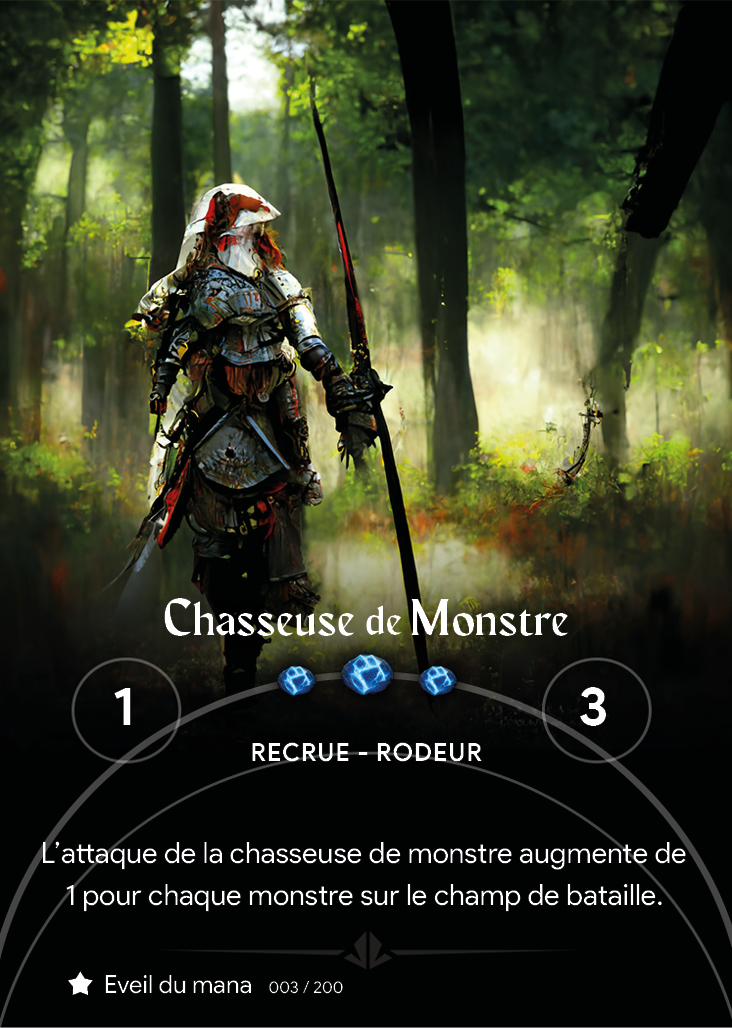 Chasseuse de Monstre
1
3
RECRUE - RODEUR
L'attaque de la chasseuse de monstre augmente de
1 pour chaque monstre sur le champ de bataille.
Eveil du mana 003 / 200